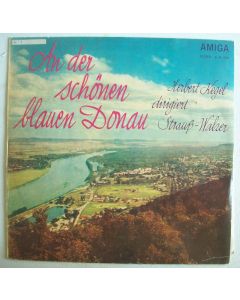 An der
schönen
blauen Donau
AMIGA
Herbert Kegel
dirigiert
Strauß-Walzer